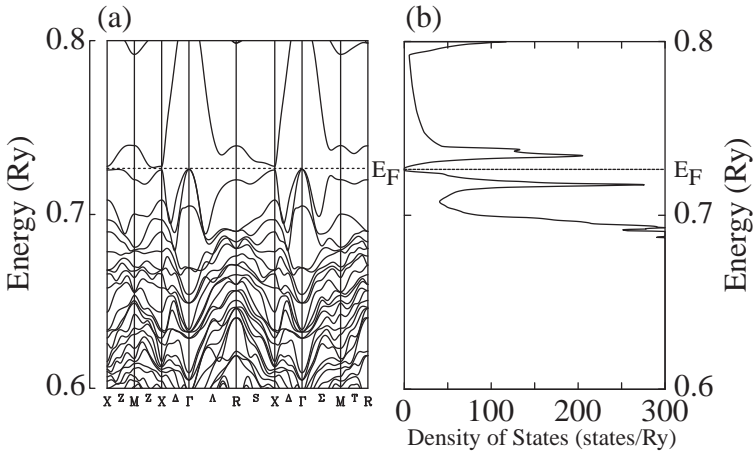 (a)
(b)
0.8
0.7
0.6
Energy (Ry)
E_F
X Z M Z X Δ Γ Λ R S X Δ Γ Σ M T R
0.8
0.7
0.6
Energy (Ry)
E_F
0 100 200 300
Density of States (states/Ry)